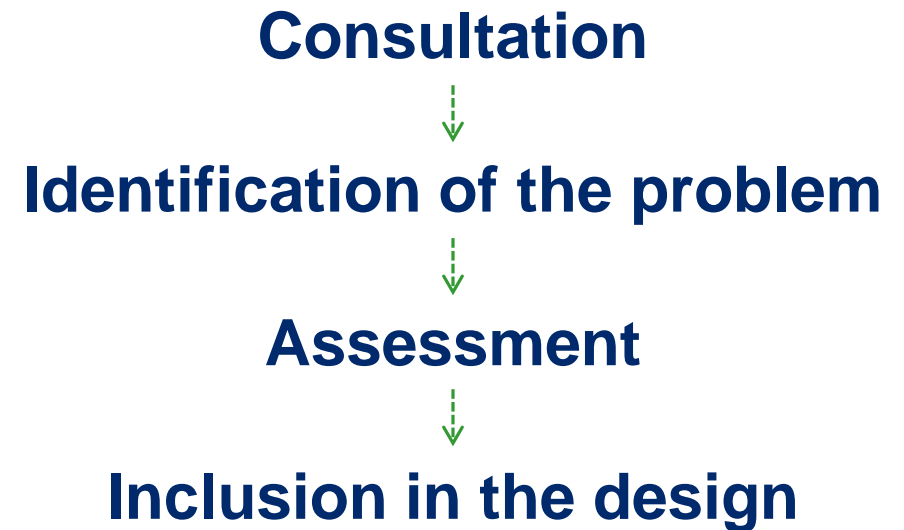 Consultation
Identification of the problem
Assessment
Inclusion in the design